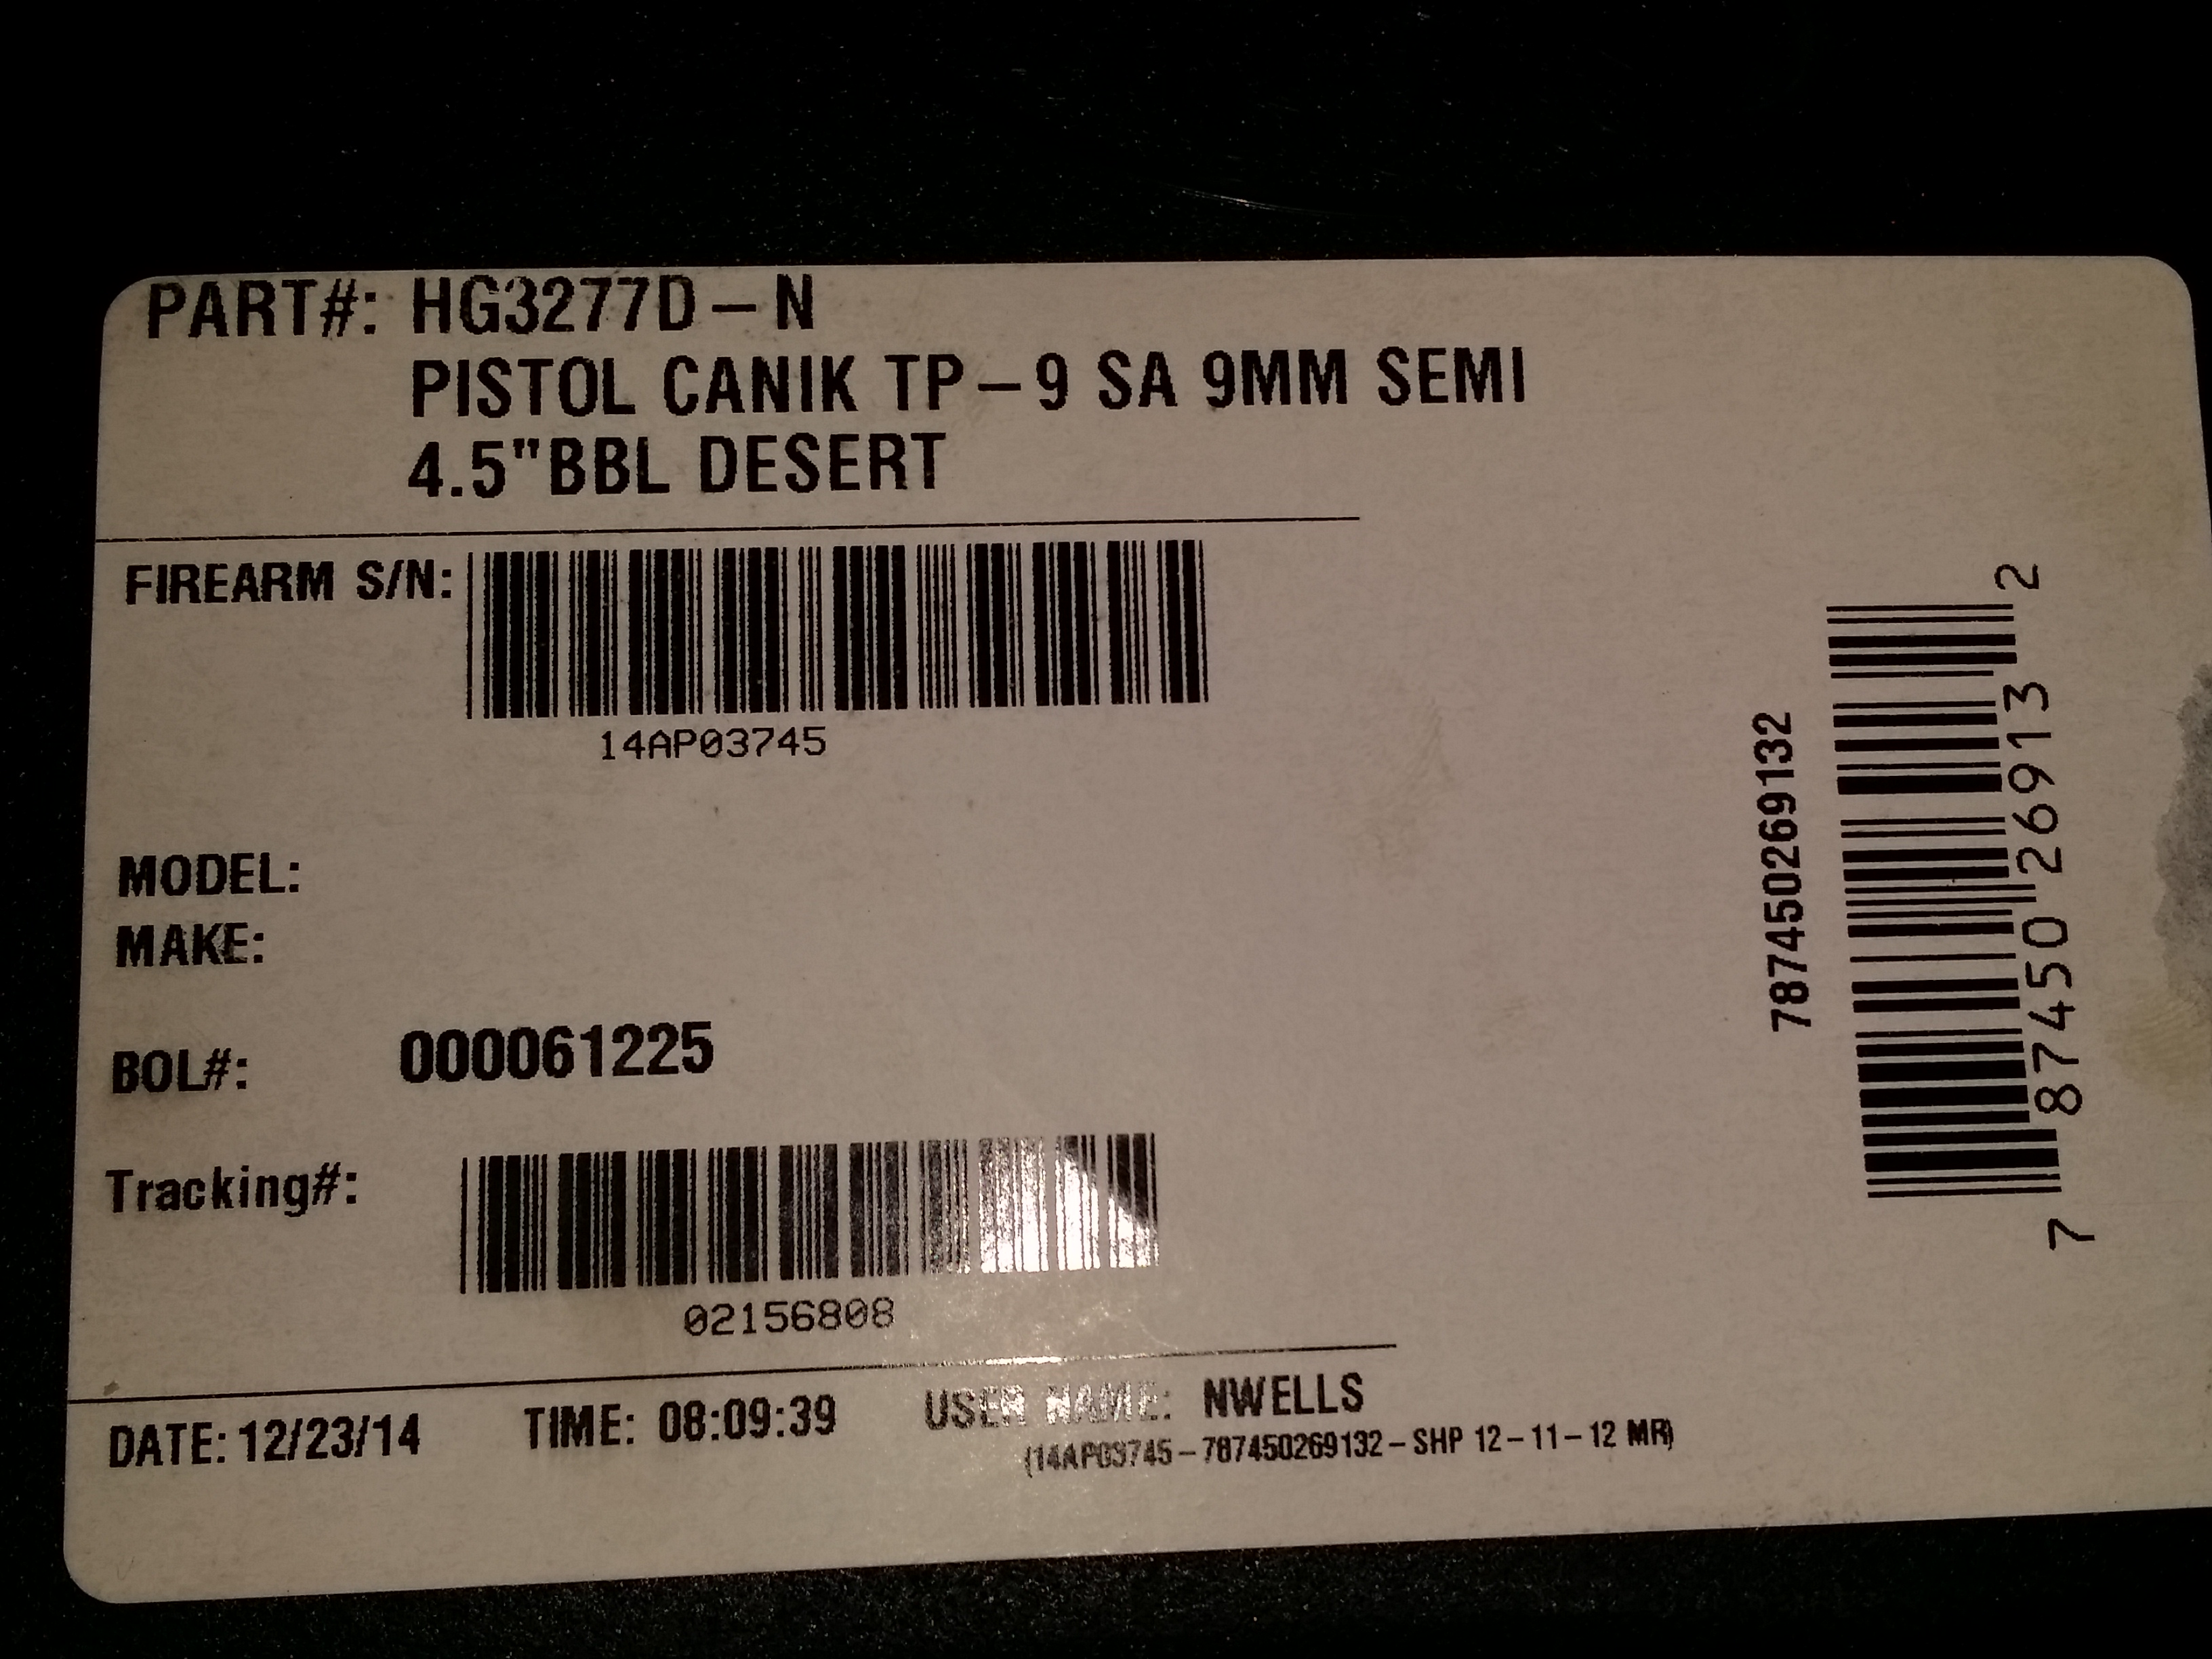 PART#: HG3277D-N
PISTOL CANIK TP-9 SA 9MM SEMI
4.5"BBL DESERT
FIREARM S/N:
14AP03745
MODEL:
MAKE:
BOL#: 000061225
Tracking#:
02156808
DATE: 12/23/14 TIME: 08:09:39 USER NAME: NWELLS
(14AP03745-787450269132-SHP 12-11-12 MR)
787450269132
7 87450 26913 2